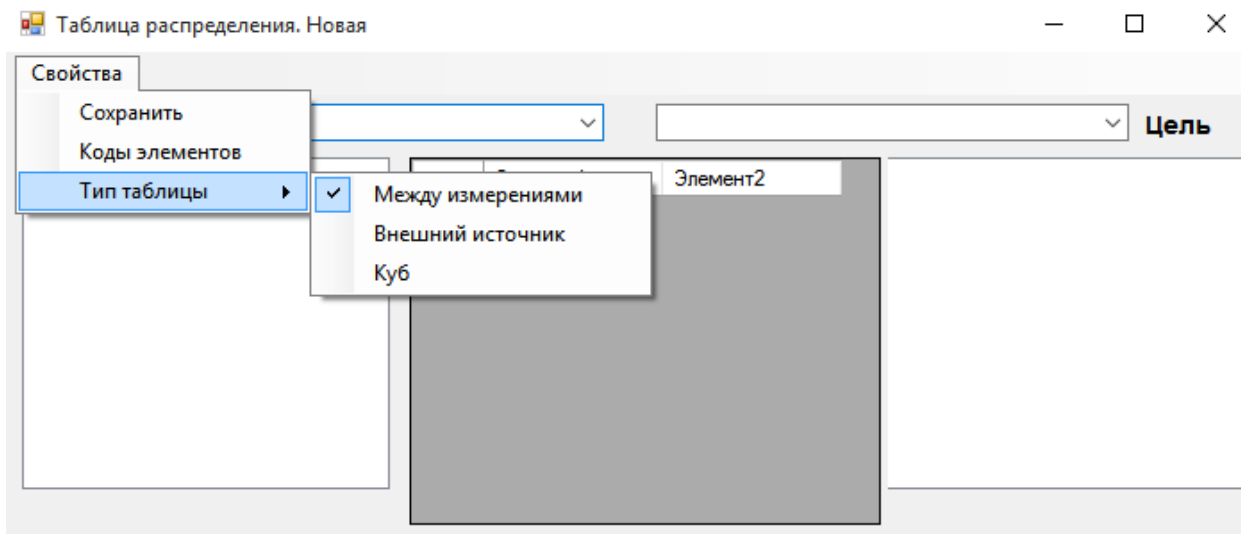 Таблица распределения. Новая
Свойства
Сохранить
Цель
Коды элементов
Тип таблицы
Элемент2
Между измерениями
Внешний источник
Куб